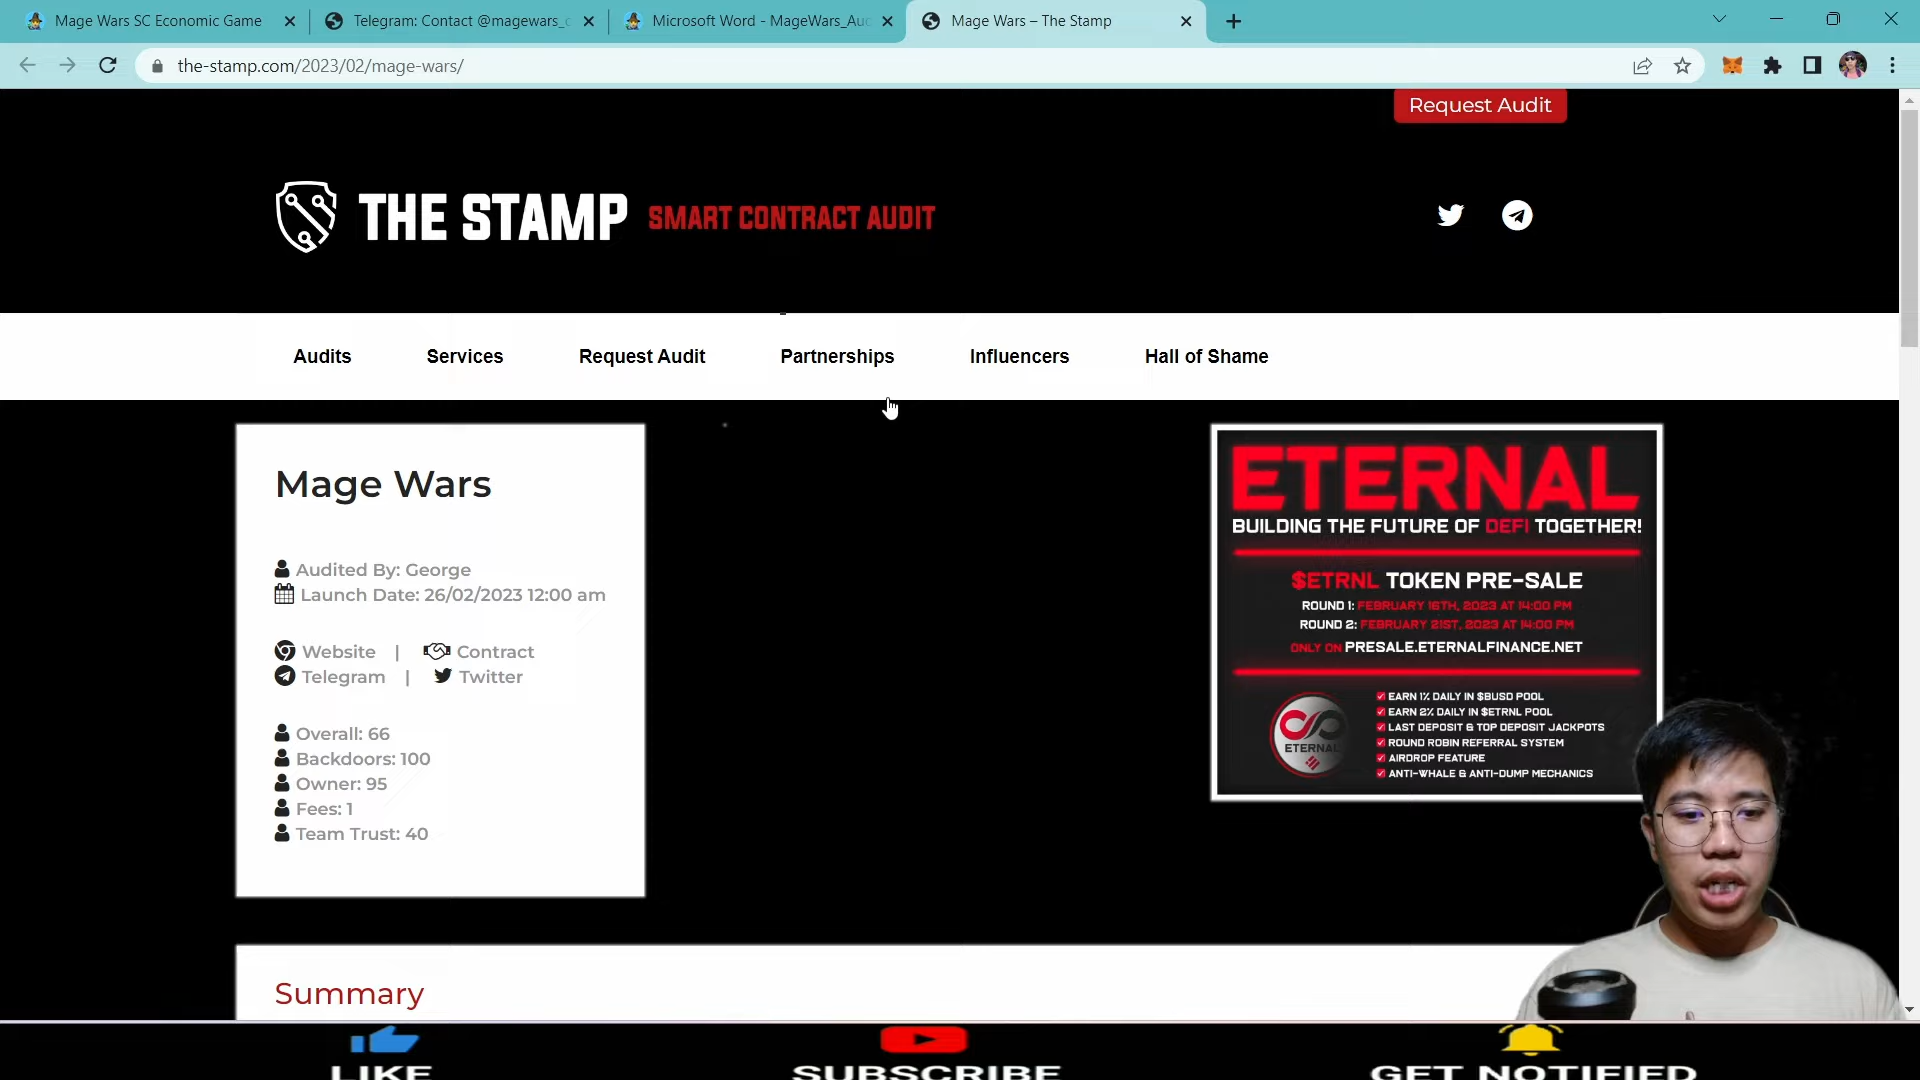 Mage Wars SC Economic Game
Telegram: Contact @magewars_
Microsoft Word - MageWars_Au
Mage Wars – The Stamp
the-stamp.com/2023/02/mage-wars/
Request Audit
THE STAMP SMART CONTRACT AUDIT
Audits Services Request Audit Partnerships Influencers Hall of Shame
Mage Wars
Audited By: George
Launch Date: 26/02/2023 12:00 am
Website | Contract
Telegram | Twitter
Overall: 66
Backdoors: 100
Owner: 95
Fees: 1
Team Trust: 40
ETERNAL
BUILDING THE FUTURE OF DEFI TOGETHER!
$ETRNL TOKEN PRE-SALE
ROUND 1: FEBRUARY 16TH, 2023 AT 14:00 PM
ROUND 2: FEBRUARY 21ST, 2023 AT 14:00 PM
ONLY ON PRESALE.ETERNALFINANCE.NET
ETERNAL
EARN 1% DAILY IN $BUSD POOL
EARN 2% DAILY IN $ETRNL POOL
LAST DEPOSIT & TOP DEPOSIT JACKPOTS
ROUND ROBIN REFERRAL SYSTEM
AIRDROP FEATURE
ANTI-WHALE & ANTI-DUMP MECHANICS
Summary
LIKE SUBSCRIBE GET NOTIFIED